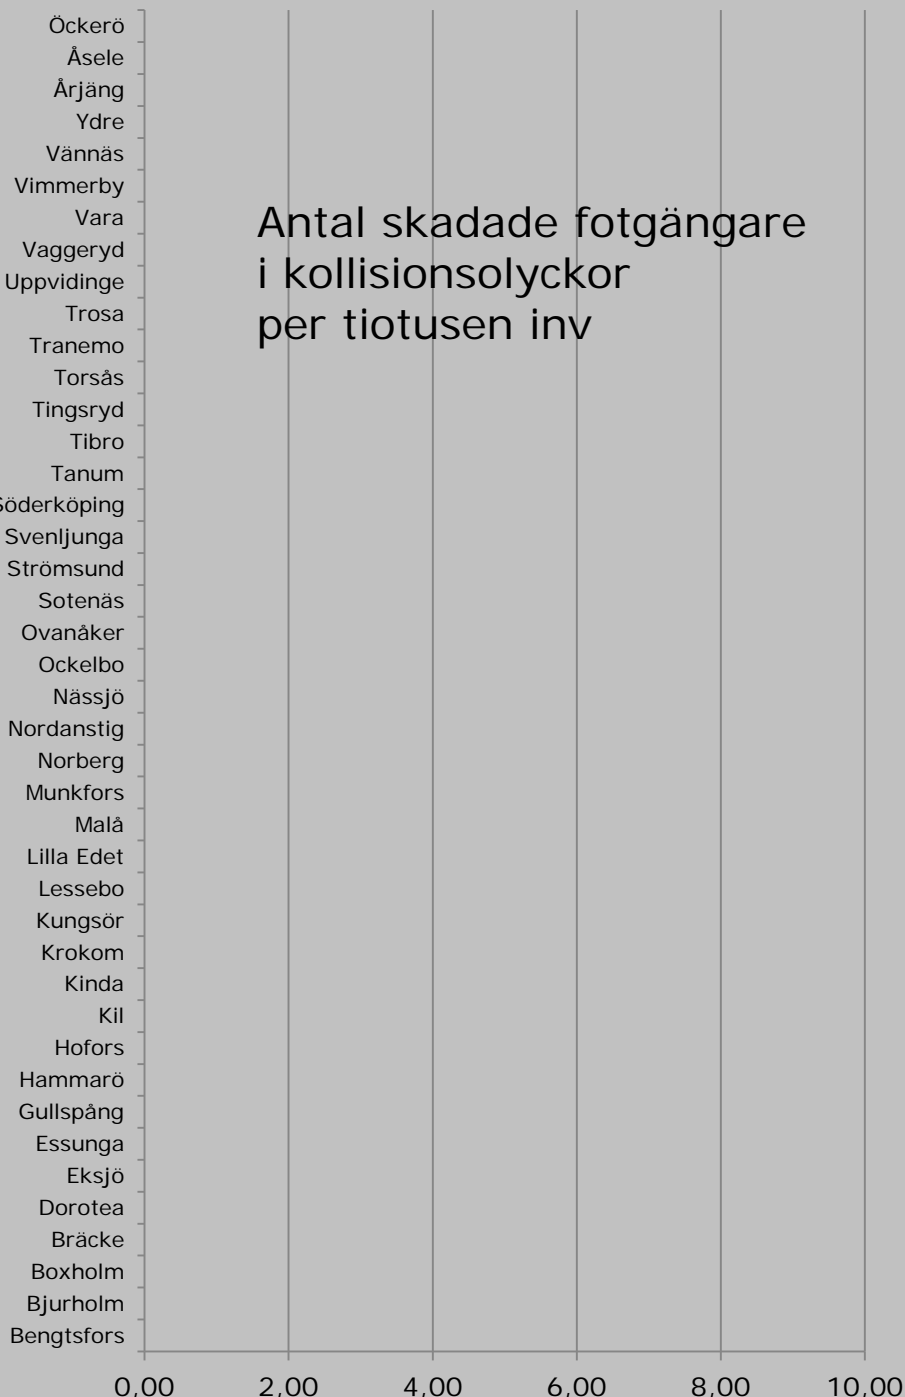 Öckerö
Åsele
Årjäng
Ydre
Vännäs
Vimmerby
Vara
Vaggeryd
Uppvidinge
Trosa
Tranemo
Torsås
Tingsryd
Tibro
Tanum
Söderköping
Svenljunga
Strömsund
Sotenäs
Ovanåker
Ockelbo
Nässjö
Nordanstig
Norberg
Munkfors
Malå
Lilla Edet
Lessebo
Kungsör
Krokom
Kinda
Kil
Hofors
Hammarö
Gullspång
Essunga
Eksjö
Dorotea
Bräcke
Boxholm
Bjurholm
Bengtsfors
Antal skadade fotgängare
i kollisionsolyckor
per tiotusen inv
0,00 2,00 4,00 6,00 8,00 10,00